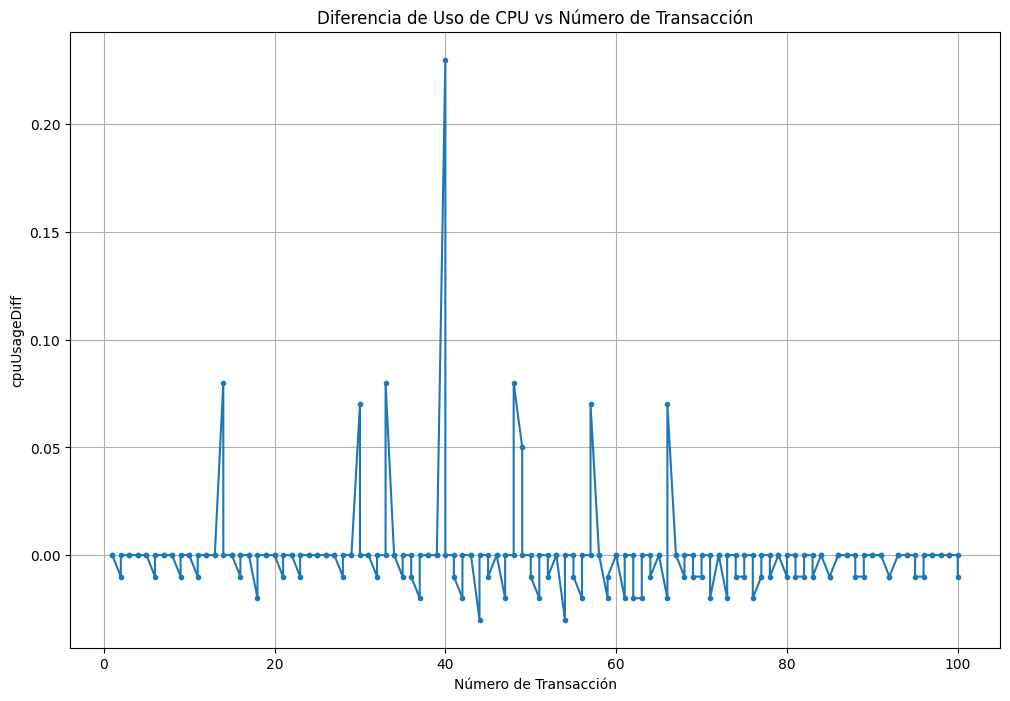 Diferencia de Uso de CPU vs Número de Transacción
cpuUsageDiff
0.20
0.15
0.10
0.05
0.00
0 20 40 60 80 100
Número de Transacción